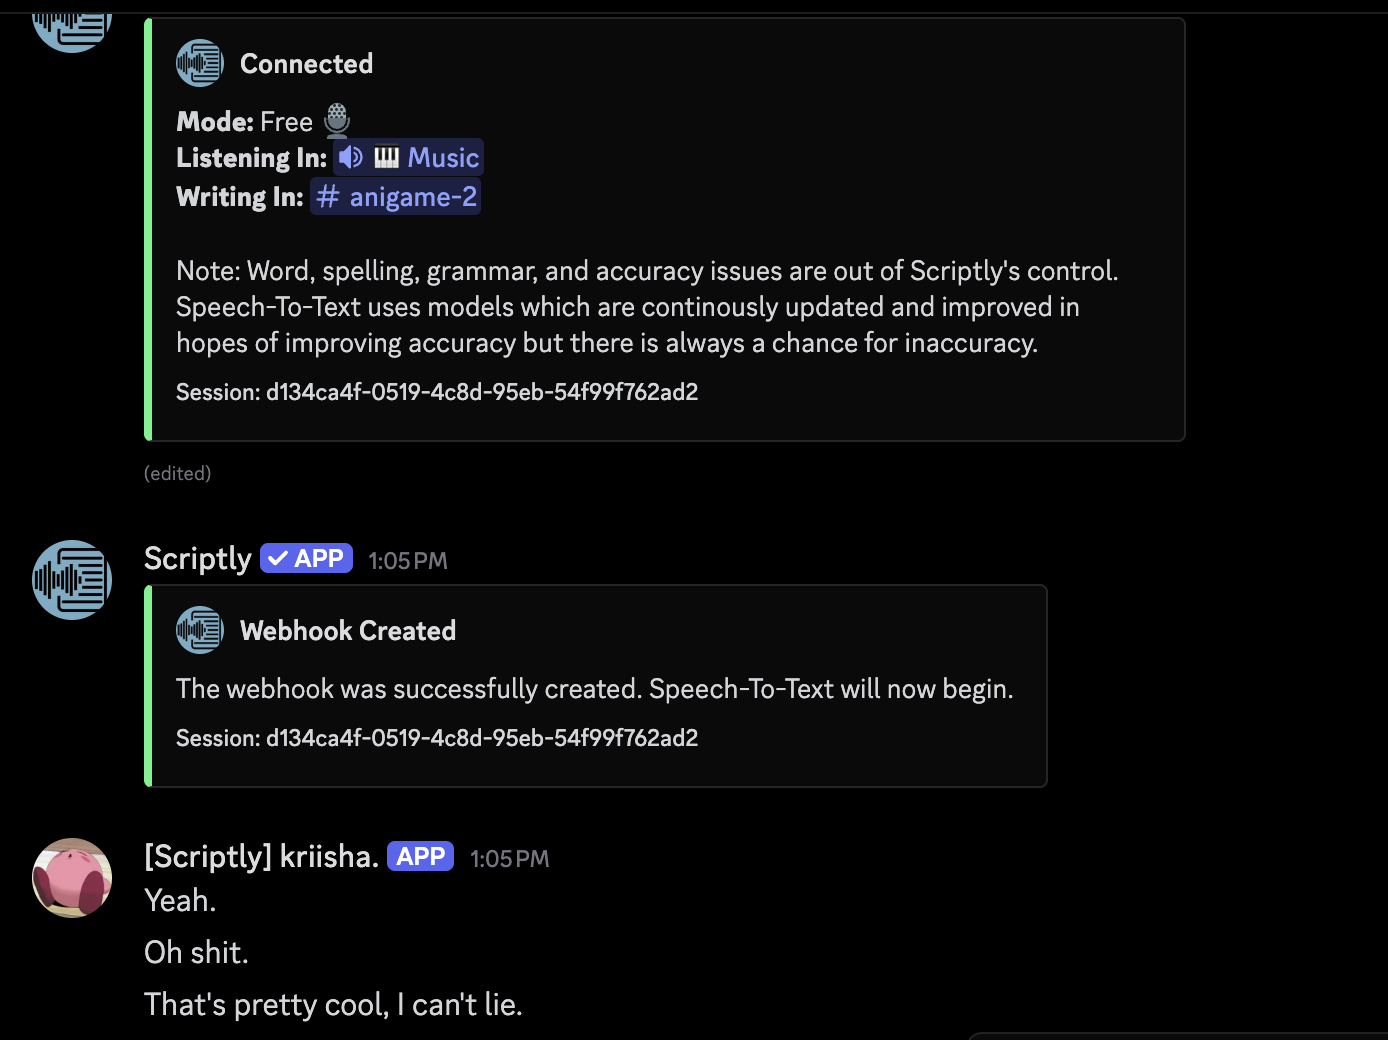 Connected
Mode: Free
Listening In: Music
Writing In: # anigame-2
Note: Word, spelling, grammar, and accuracy issues are out of Scriptly's control.
Speech-To-Text uses models which are continously updated and improved in
hopes of improving accuracy but there is always a chance for inaccuracy.
Session: d134ca4f-0519-4c8d-95eb-54f99f762ad2
(edited)
Scriptly APP 1:05 PM
Webhook Created
The webhook was successfully created. Speech-To-Text will now begin.
Session: d134ca4f-0519-4c8d-95eb-54f99f762ad2
[Scriptly] kriisha. APP 1:05 PM
Yeah.
Oh shit.
That's pretty cool, I can't lie.